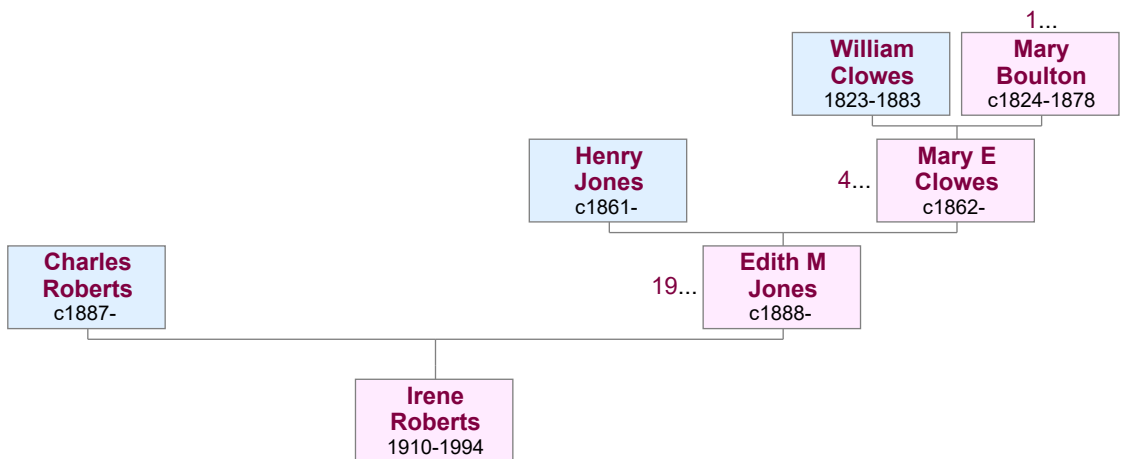 1...
William
Clowes
1823-1883
Mary
Boulton
c1824-1878
Henry
Jones
c1861-
4...
Mary E
Clowes
c1862-
Charles
Roberts
c1887-
19...
Edith M
Jones
c1888-
Irene
Roberts
1910-1994